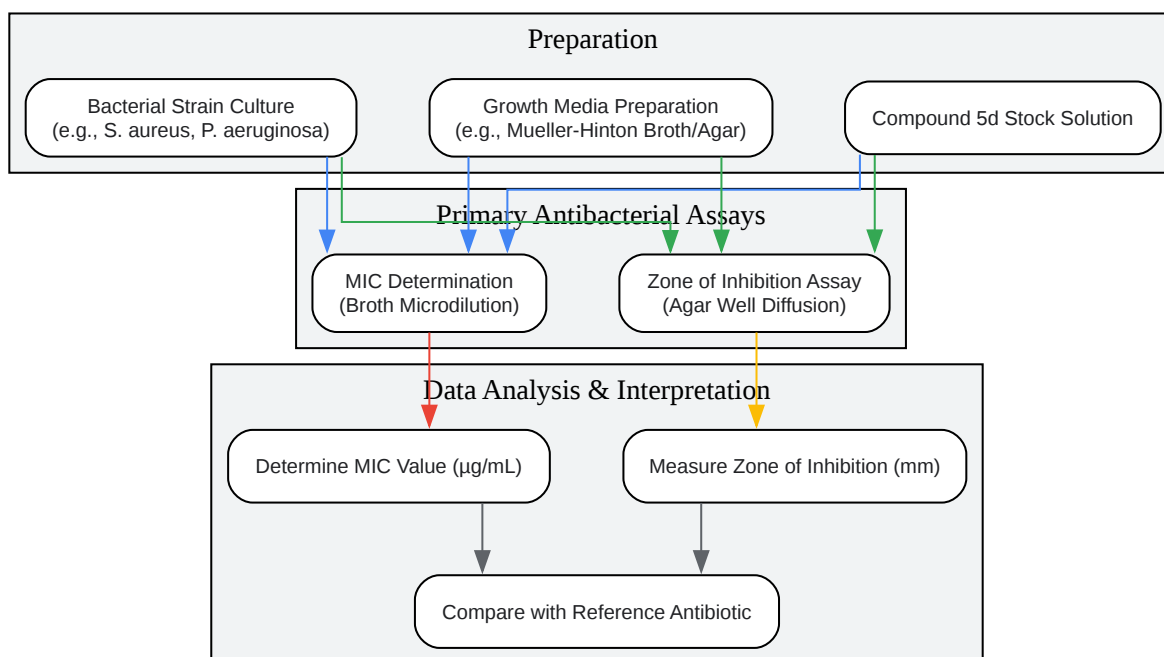 Preparation
Bacterial Strain Culture
(e.g., S. aureus, P. aeruginosa)
Growth Media Preparation
(e.g., Mueller-Hinton Broth/Agar)
Compound 5d Stock Solution
Primary Antibacterial Assays
MIC Determination
(Broth Microdilution)
Zone of Inhibition Assay
(Agar Well Diffusion)
Data Analysis & Interpretation
Determine MIC Value (µg/mL)
Measure Zone of Inhibition (mm)
Compare with Reference Antibiotic